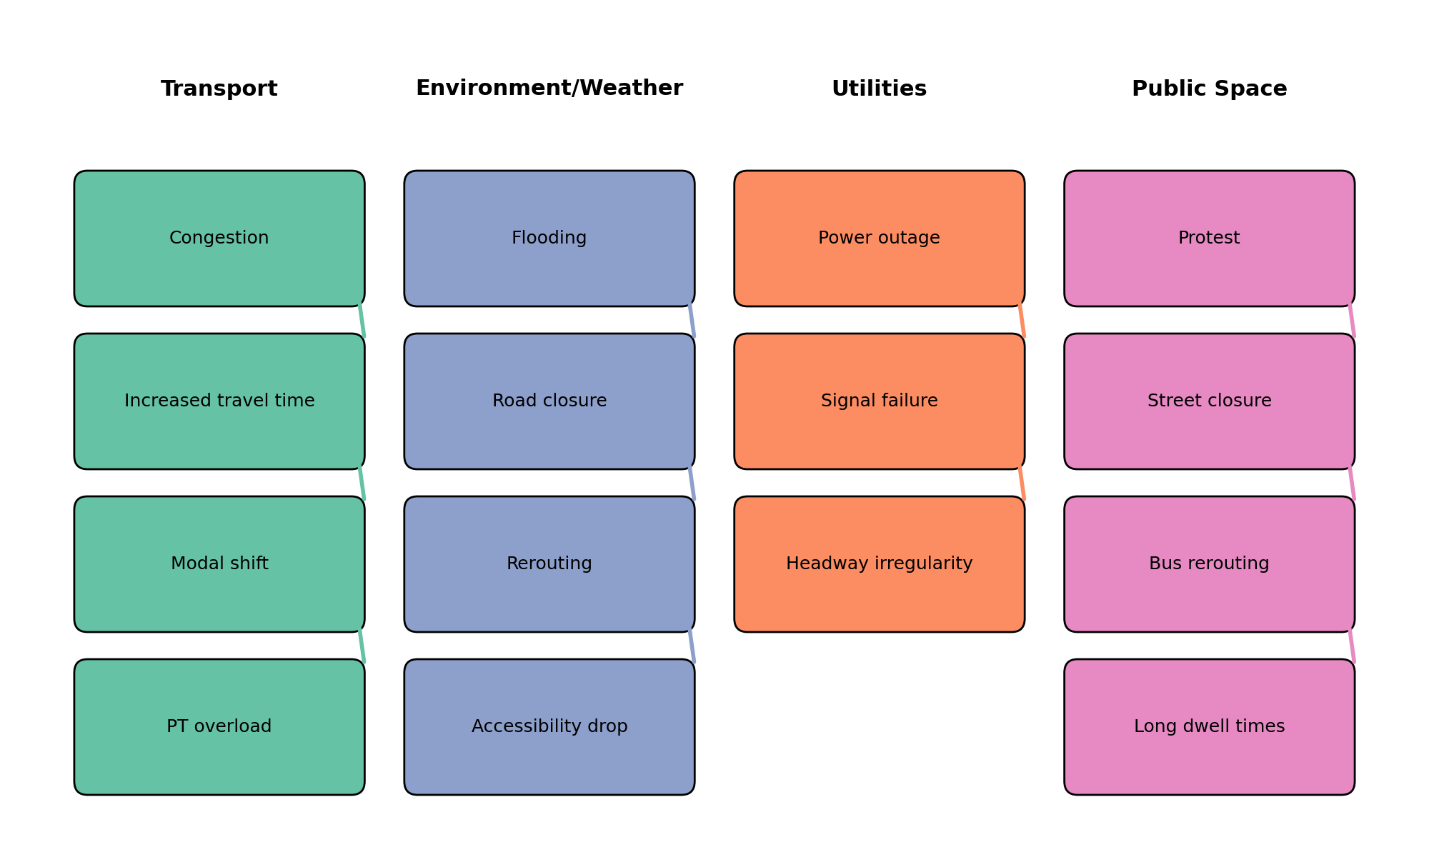 Transport
Environment/Weather
Utilities
Public Space
Congestion
Flooding
Power outage
Protest
Increased travel time
Road closure
Signal failure
Street closure
Modal shift
Rerouting
Headway irregularity
Bus rerouting
PT overload
Accessibility drop
Long dwell times